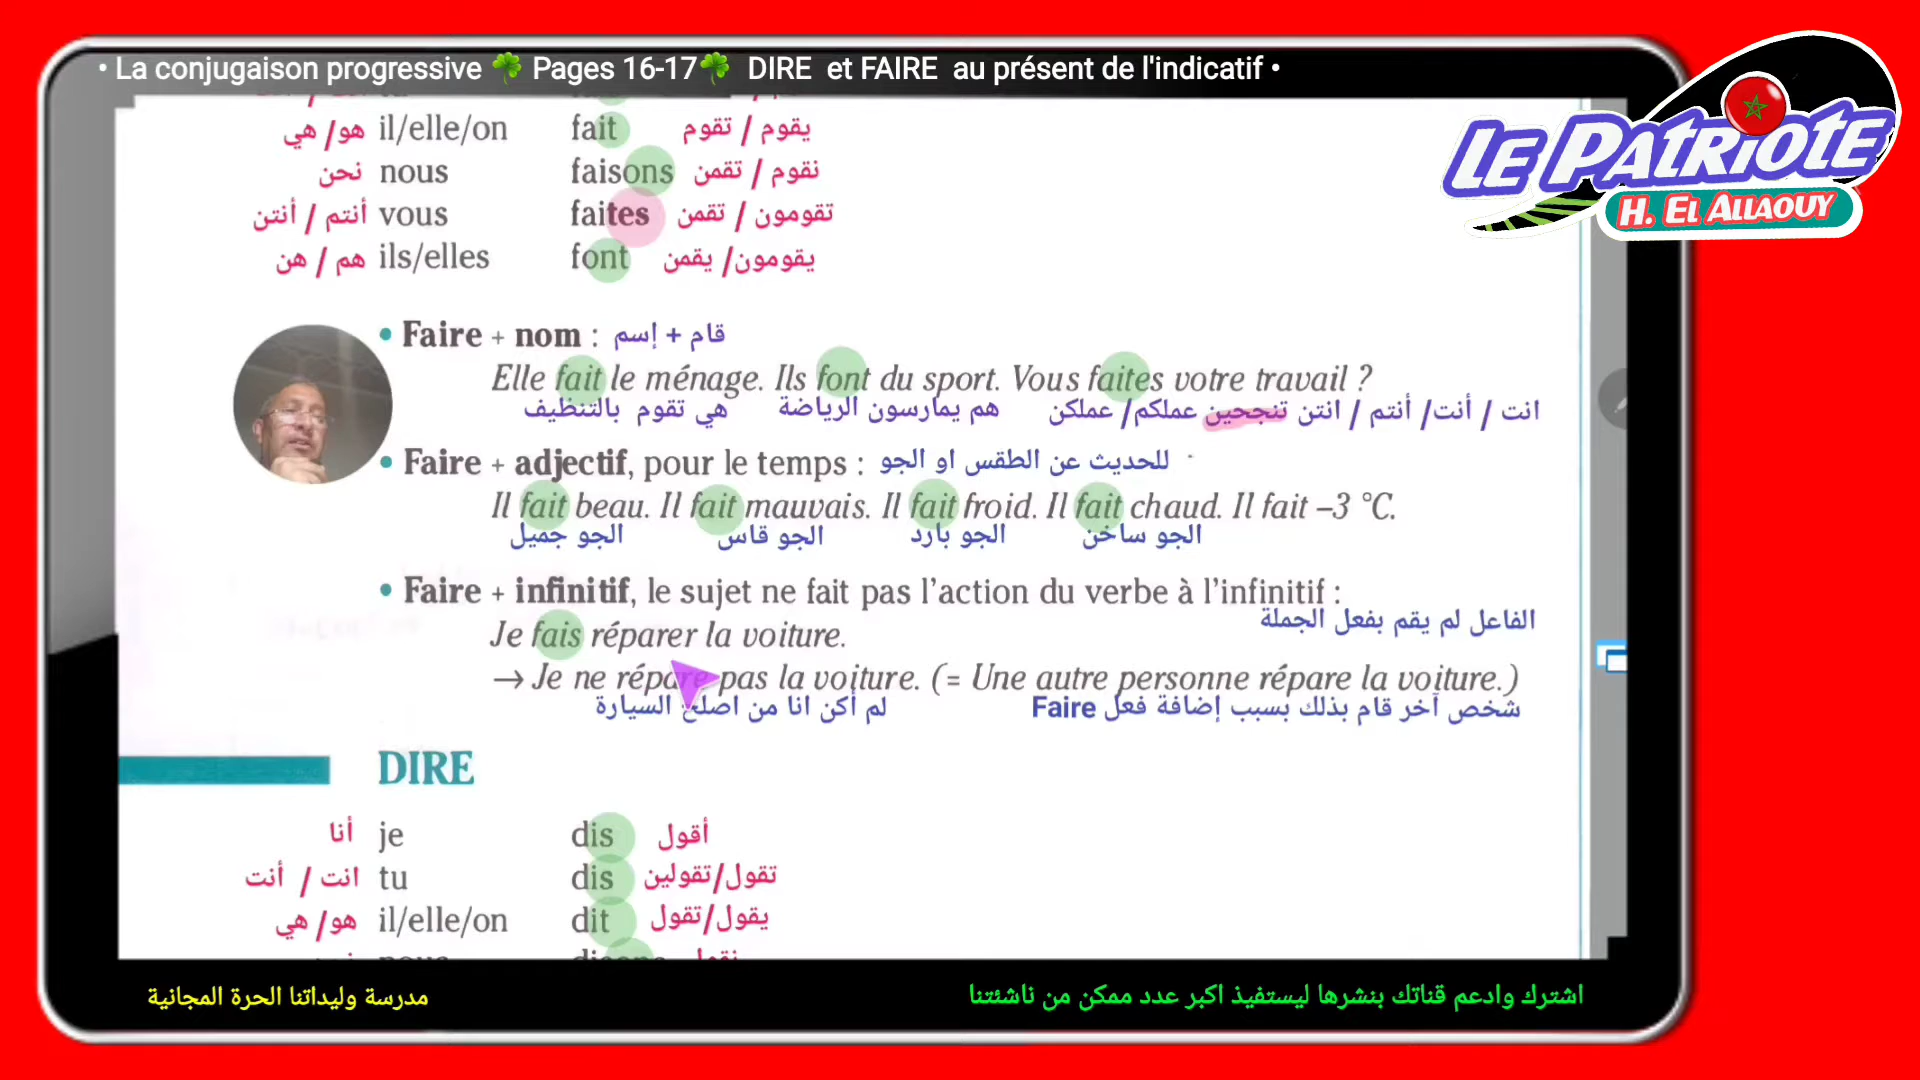 • La conjugaison progressive 🍀 Pages 16-17🍀 DIRE et FAIRE au présent de l'indicatif •
LE PATRIOTE
H. EL ALLAOUY
هو/ هي il/elle/on fait يقوم / تقوم
نحن nous faisons نقوم / تقمن
أنتم / أنتن vous faites تقومون / تقمن
هم / هن ils/elles font يقومون/ يقمن
• Faire + nom : قام + إسم
Elle fait le ménage. Ils font du sport. Vous faites votre travail ?
هي تقوم بالتنظيف هم يمارسون الرياضة انت / أنت/ أنتم / انتن تنجحين عملكم/ عملكن
• Faire + adjectif, pour le temps : للحديث عن الطقس او الجو
Il fait beau. Il fait mauvais. Il fait froid. Il fait chaud. Il fait –3 °C.
الجو جميل الجو قاس الجو بارد الجو ساخن
• Faire + infinitif, le sujet ne fait pas l'action du verbe à l'infinitif :
الفاعل لم يقم بفعل الجملة
Je fais réparer la voiture.
→ Je ne répare pas la voiture. (= Une autre personne répare la voiture.)
لم أكن انا من اصلح السيارة شخص آخر قام بذلك بسبب إضافة فعل Faire
DIRE
أنا je dis أقول
انت / أنت tu dis تقول/تقولين
هو/ هي il/elle/on dit يقول/تقول
مدرسة وليداتنا الحرة المجانية
اشترك وادعم قناتك بنشرها ليستفيذ اكبر عدد ممكن من ناشئتنا